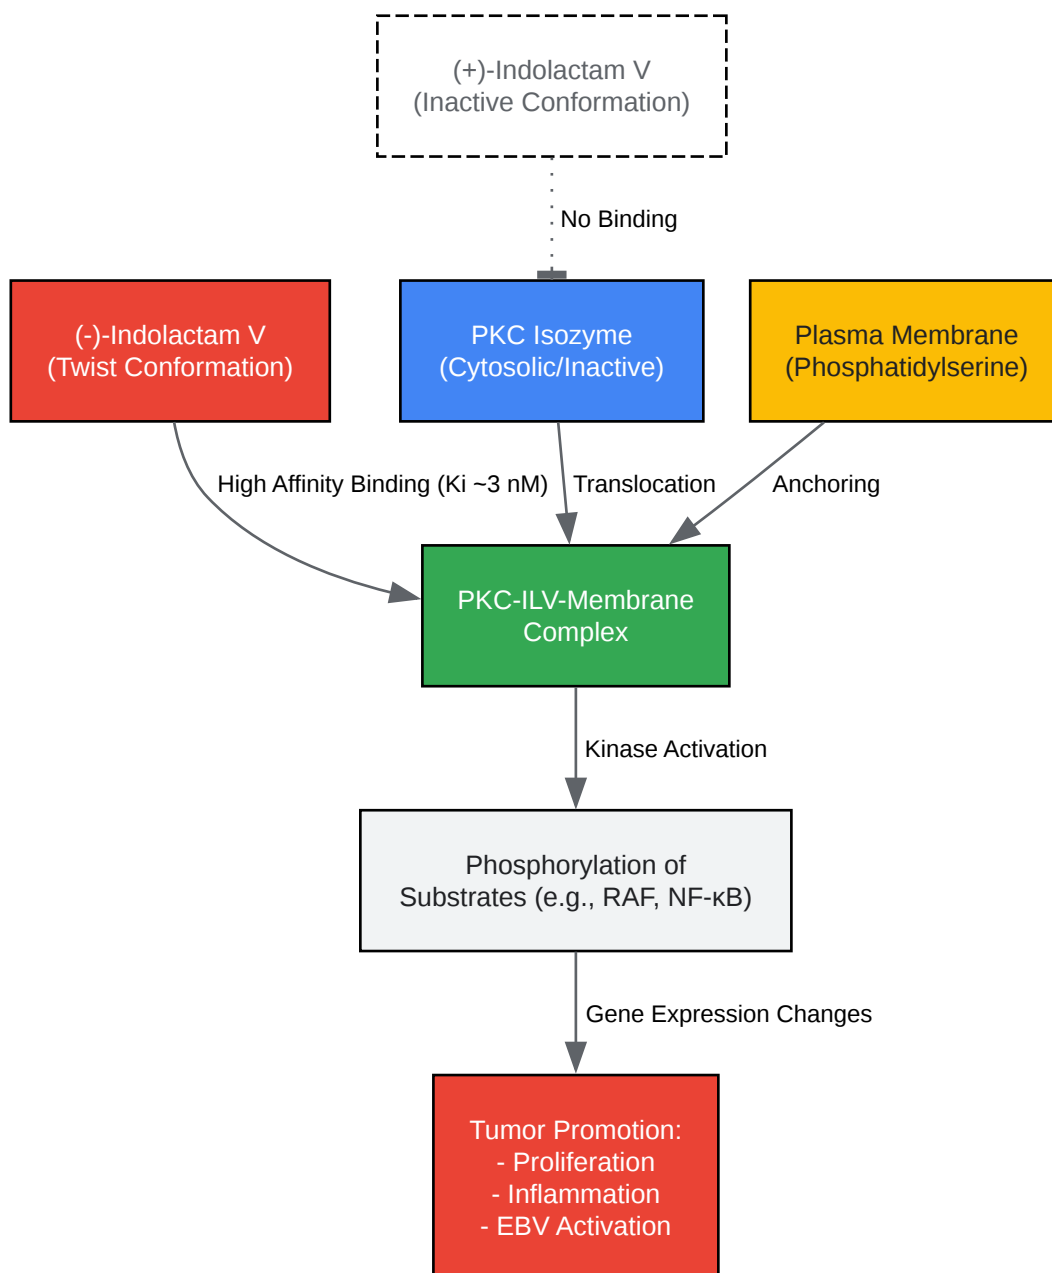 (+)-Indolactam V
(Inactive Conformation)
No Binding
(-)-Indolactam V
(Twist Conformation)
PKC Isozyme
(Cytosolic/Inactive)
Plasma Membrane
(Phosphatidylserine)
High Affinity Binding (Ki ~3 nM)
Translocation
Anchoring
PKC-ILV-Membrane
Complex
Kinase Activation
Phosphorylation of
Substrates (e.g., RAF, NF-κB)
Gene Expression Changes
Tumor Promotion:
- Proliferation
- Inflammation
- EBV Activation